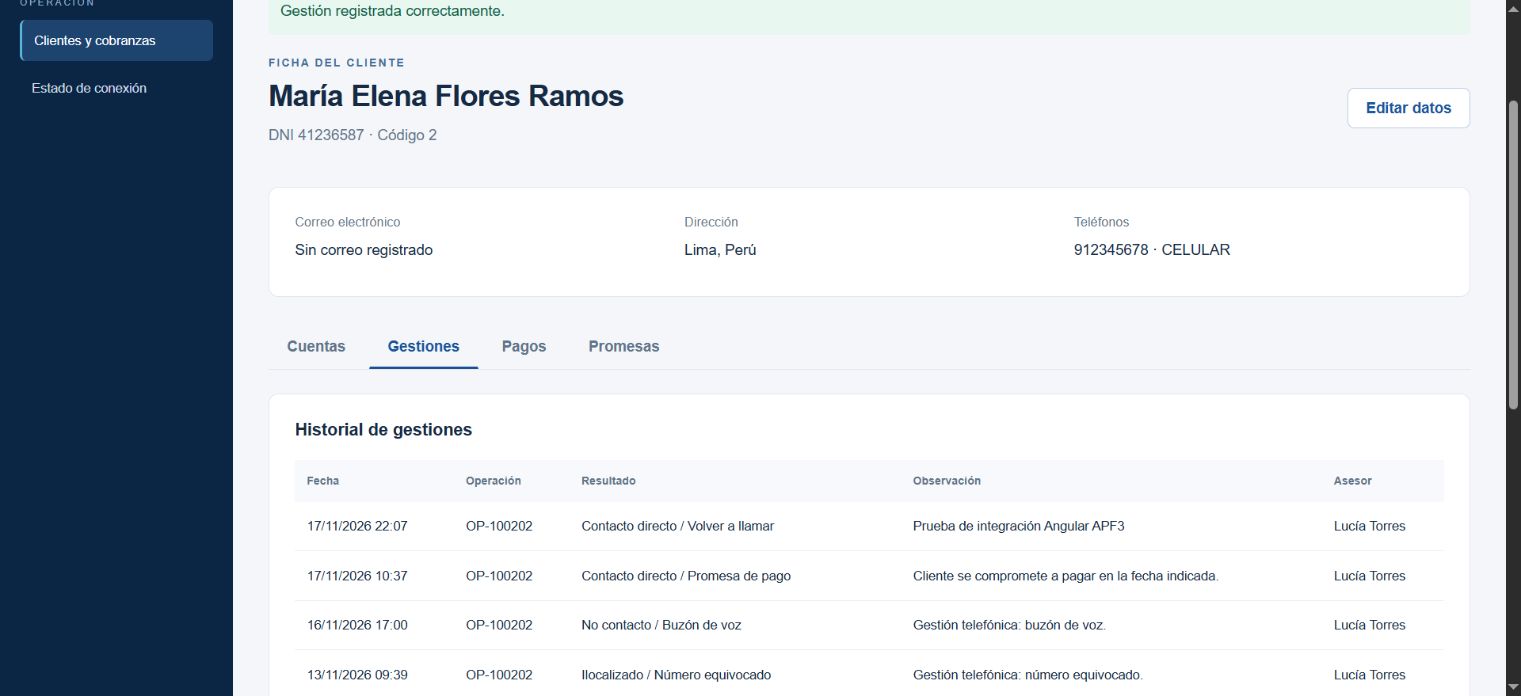 OPERACIÓN
Clientes y cobranzas
Estado de conexión
Gestión registrada correctamente.
FICHA DEL CLIENTE
María Elena Flores Ramos
DNI 41236587 · Código 2
Editar datos
Correo electrónico
Dirección
Teléfonos
Sin correo registrado
Lima, Perú
912345678 · CELULAR
Cuentas Gestiones Pagos Promesas
Historial de gestiones
Fecha Operación Resultado Observación Asesor
17/11/2026 22:07 OP-100202 Contacto directo / Volver a llamar Prueba de integración Angular APF3 Lucía Torres
17/11/2026 10:37 OP-100202 Contacto directo / Promesa de pago Cliente se compromete a pagar en la fecha indicada. Lucía Torres
16/11/2026 17:00 OP-100202 No contacto / Buzón de voz Gestión telefónica: buzón de voz. Lucía Torres
13/11/2026 09:39 OP-100202 Ilocalizado / Número equivocado Gestión telefónica: número equivocado. Lucía Torres